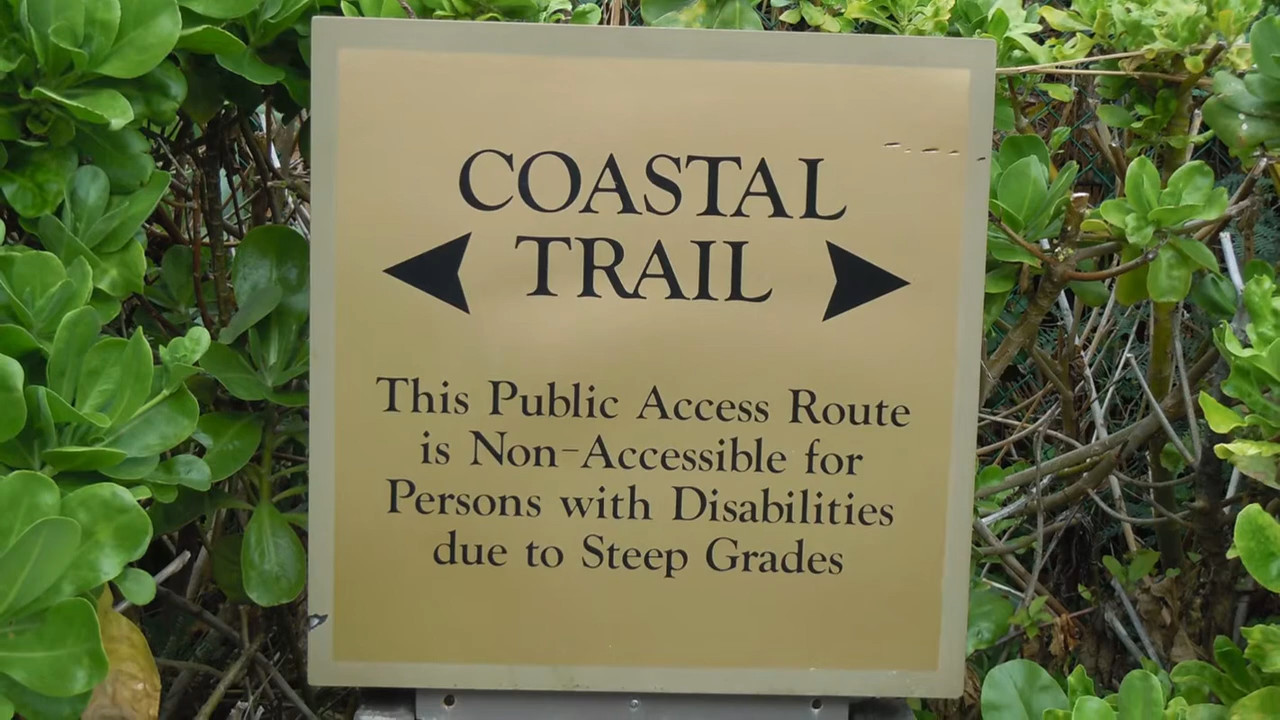 COASTAL
TRAIL
This Public Access Route
is Non-Accessible for
Persons with Disabilities
due to Steep Grades